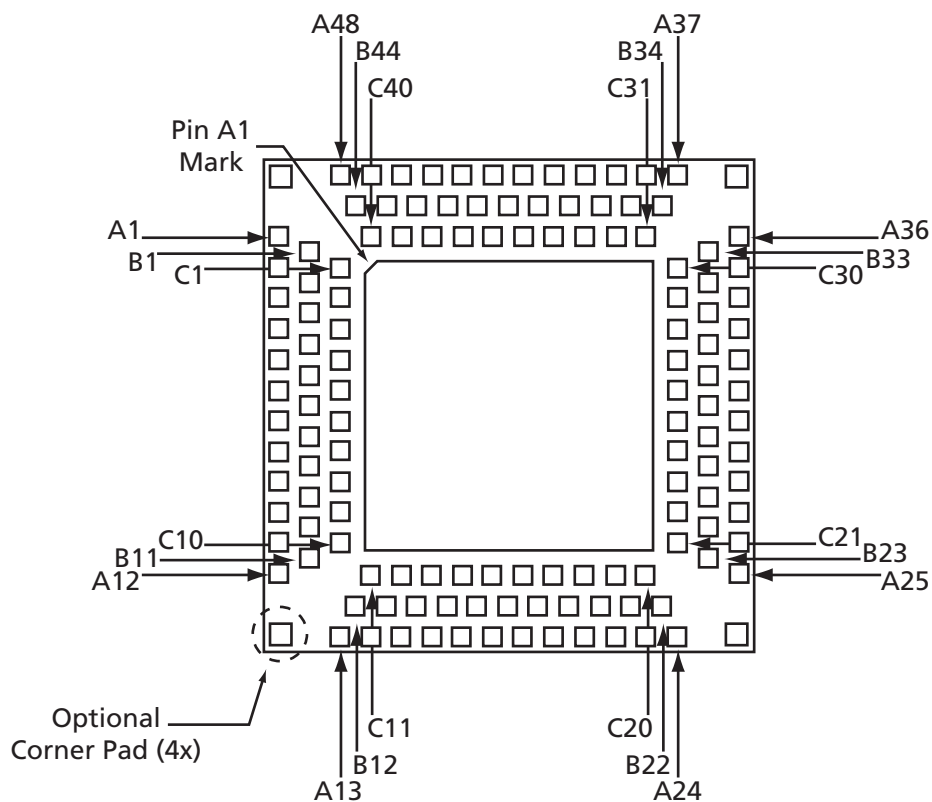 A48
A37
B44
B34
C40
C31
Pin A1
Mark
A1
A36
B1
B33
C1
C30
C10
C21
B11
B23
A12
A25
Optional
Corner Pad (4x)
C11
C20
B12
B22
A13
A24